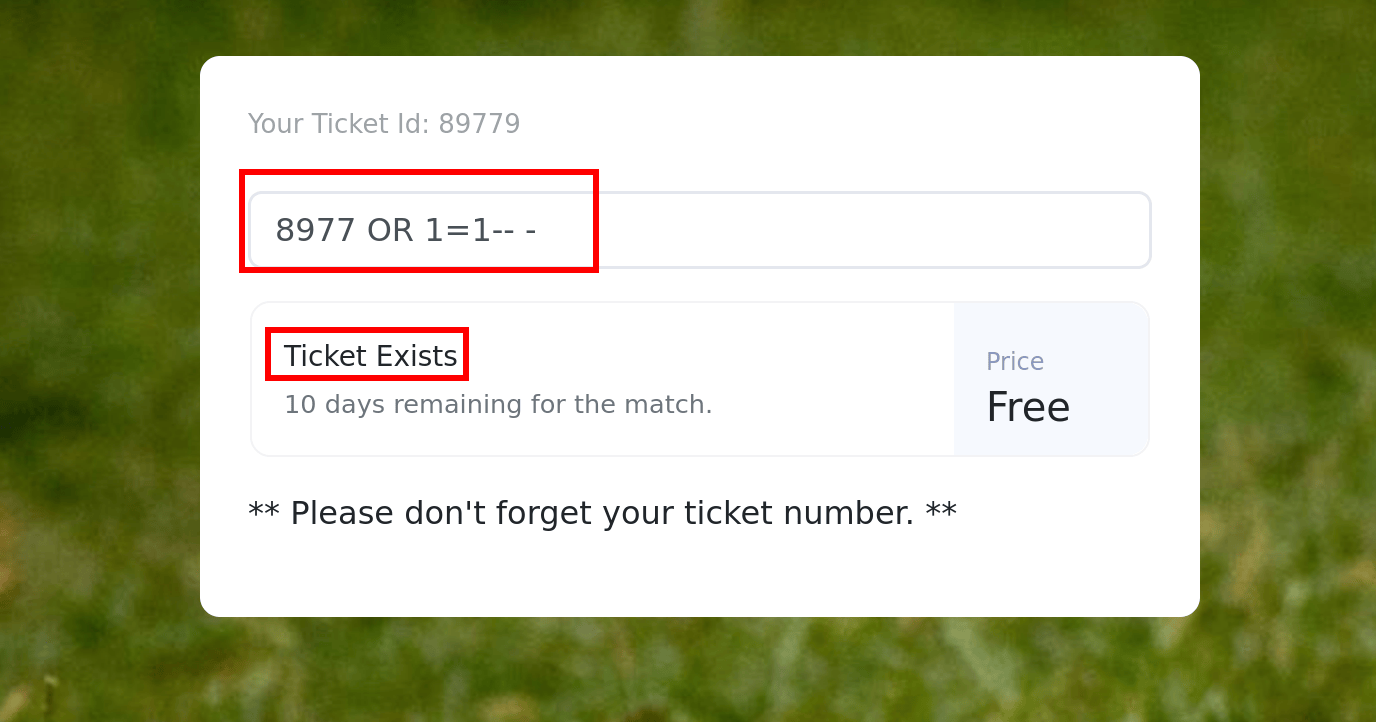 Your Ticket Id: 89779
8977 OR 1=1-- -
Ticket Exists
10 days remaining for the match.
Price
Free
** Please don't forget your ticket number. **